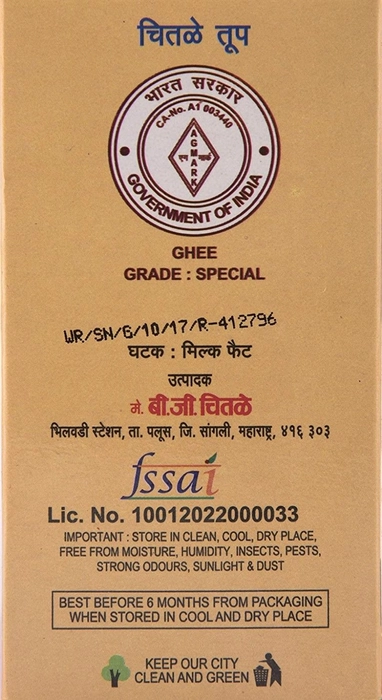 चितळे तूप
भारत सरकार
CA-No. A1 003440
AGMARK
एग मार्क
GOVERNMENT OF INDIA
GHEE
GRADE : SPECIAL
WR/SN/6/10/17/R-412796
घटक : मिल्क फैट
उत्पादक
मे. बी.जी.चितळे
भिलवडी स्टेशन, ता. पलूस, जि. सांगली, महाराष्ट्र, ४१६ ३०३
fssai
Lic. No. 10012022000033
IMPORTANT : STORE IN CLEAN, COOL, DRY PLACE,
FREE FROM MOISTURE, HUMIDITY, INSECTS, PESTS,
STRONG ODOURS, SUNLIGHT & DUST
BEST BEFORE 6 MONTHS FROM PACKAGING
WHEN STORED IN COOL AND DRY PLACE
KEEP OUR CITY
CLEAN AND GREEN